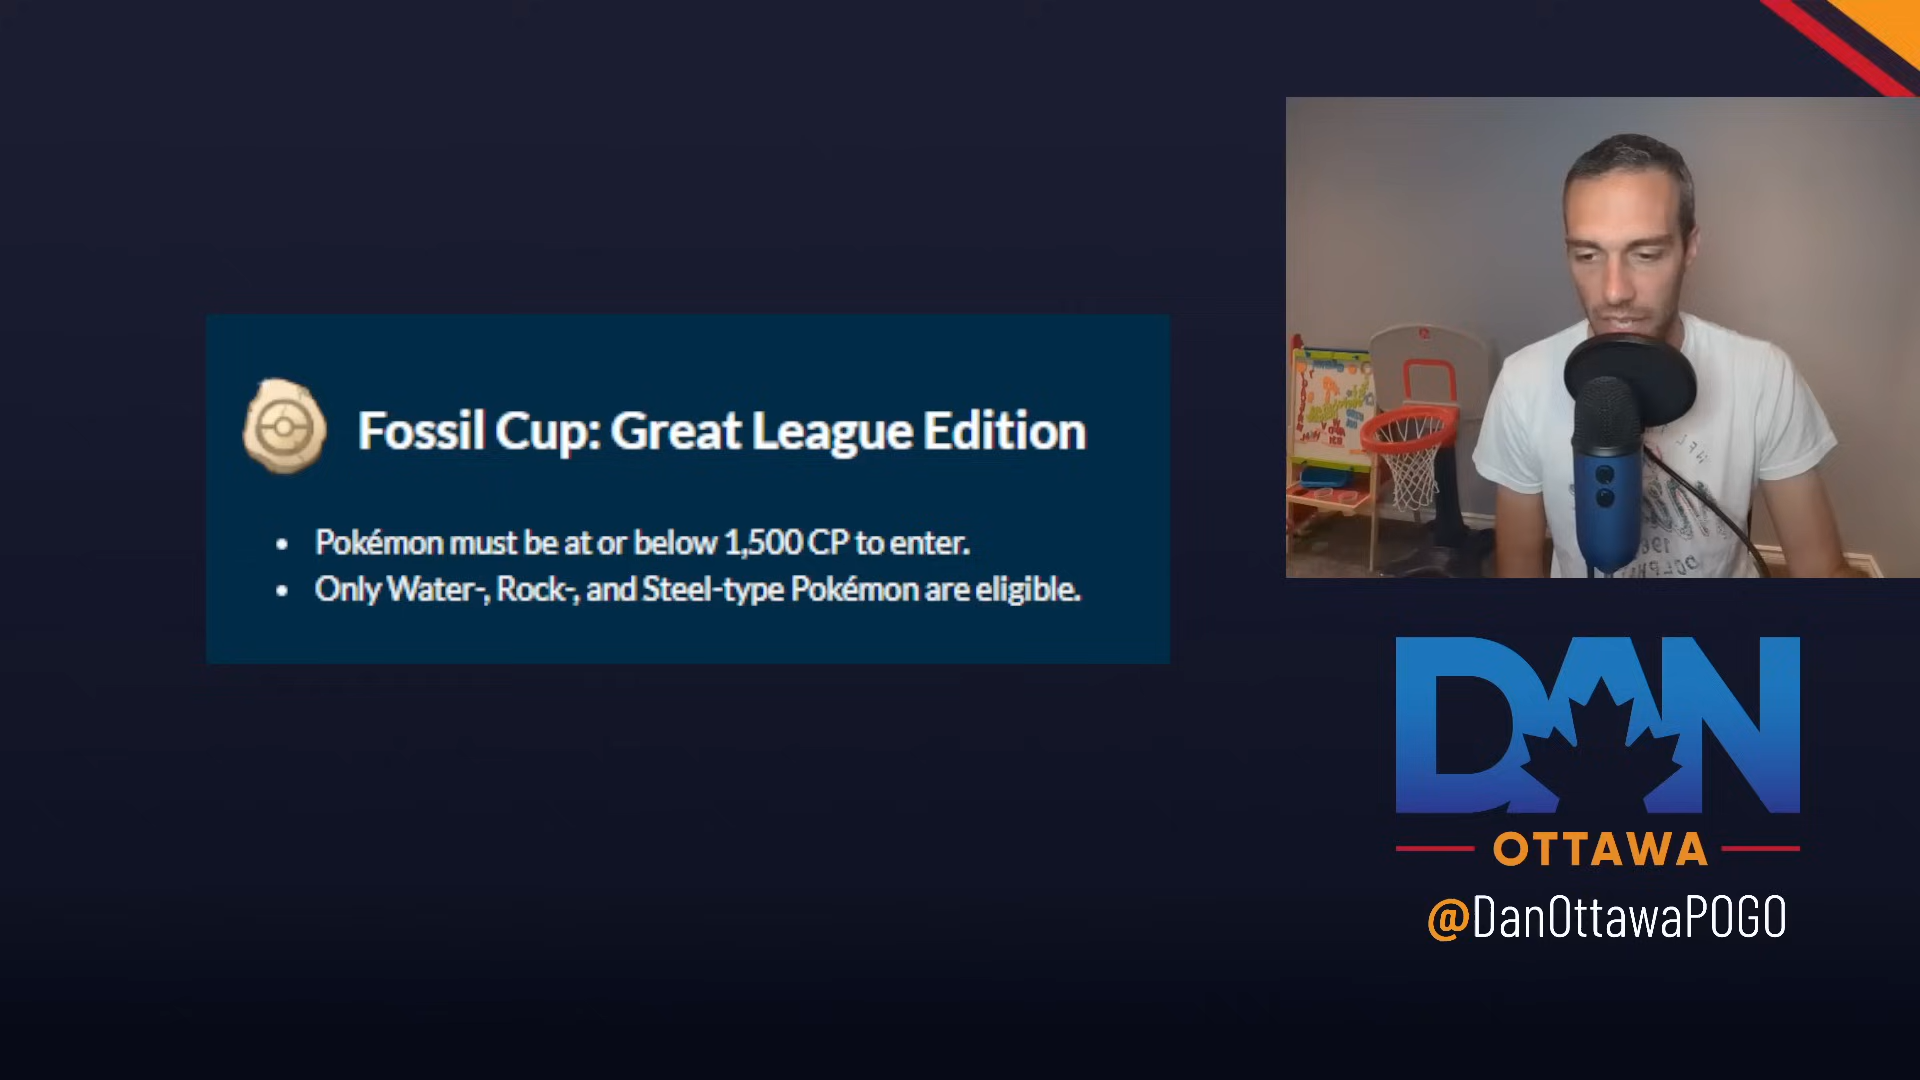 Fossil Cup: Great League Edition
• Pokémon must be at or below 1,500 CP to enter.
• Only Water-, Rock-, and Steel-type Pokémon are eligible.
DAN
OTTAWA
@DanOttawaPOGO